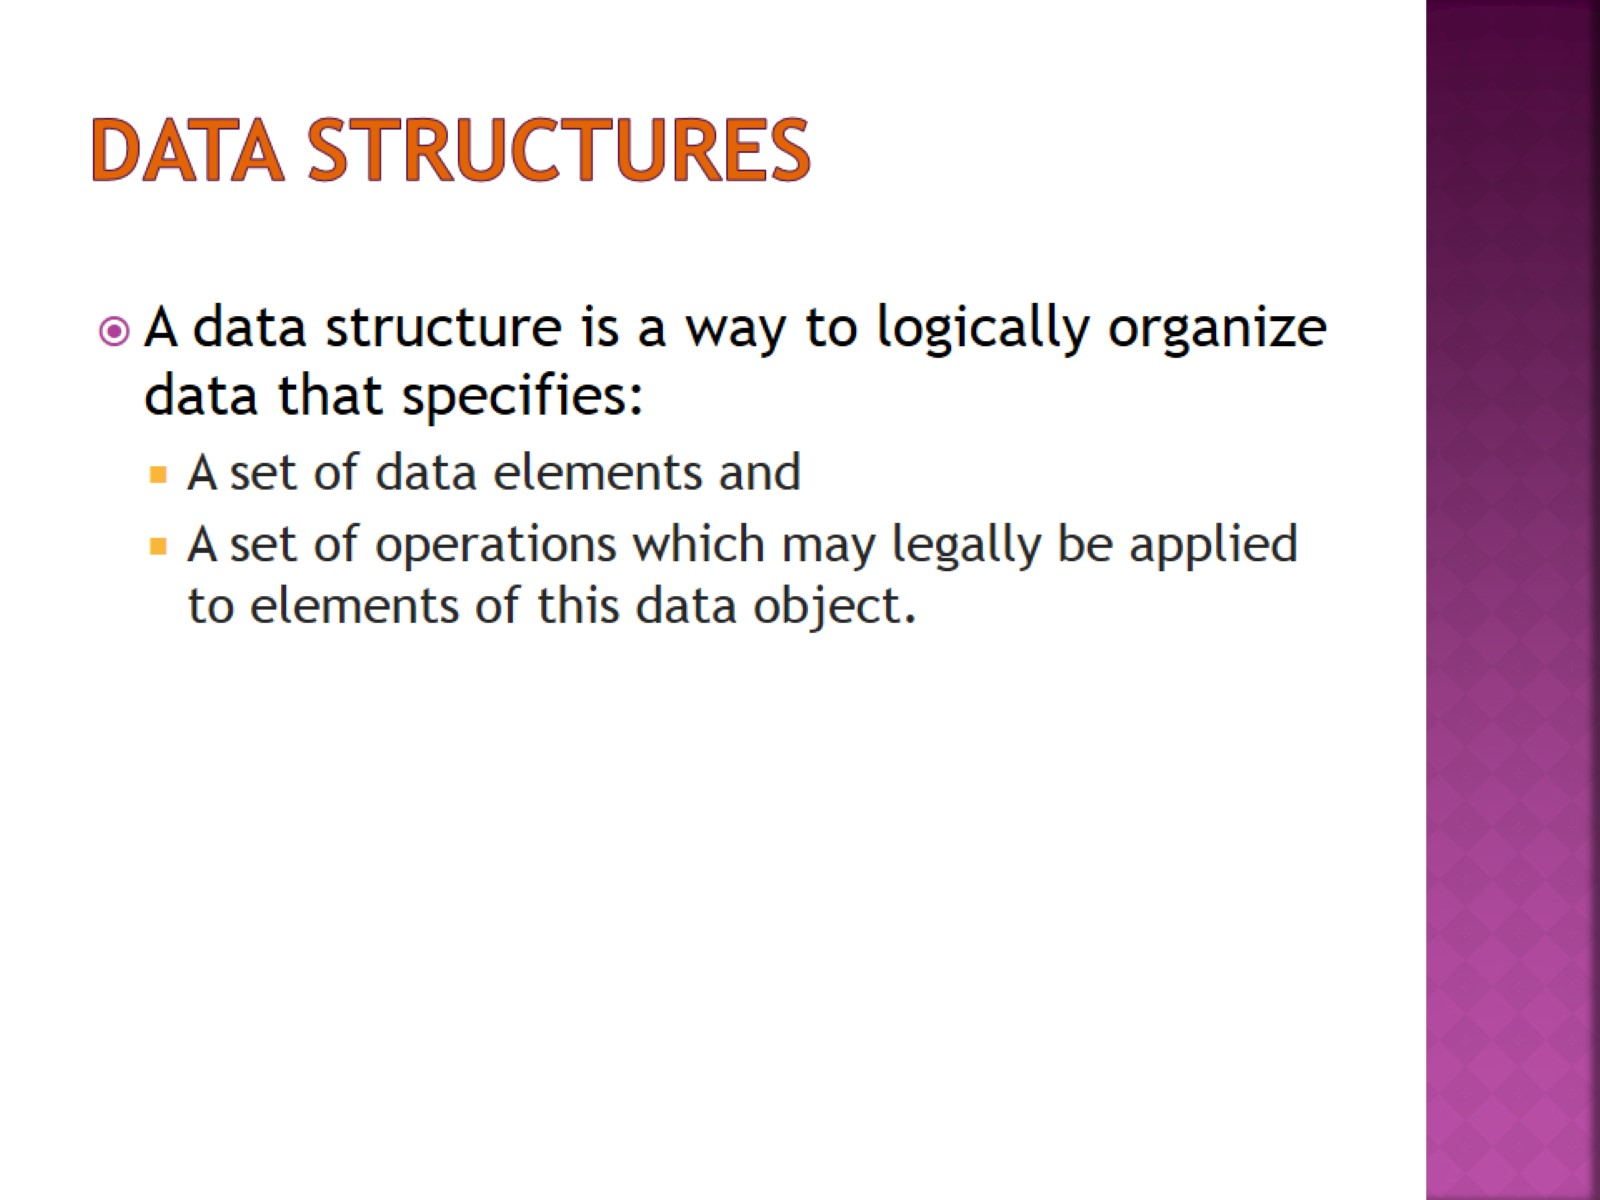 DATA STRUCTURES
A data structure is a way to logically organize
data that specifies:
A set of data elements and
A set of operations which may legally be applied
to elements of this data object.